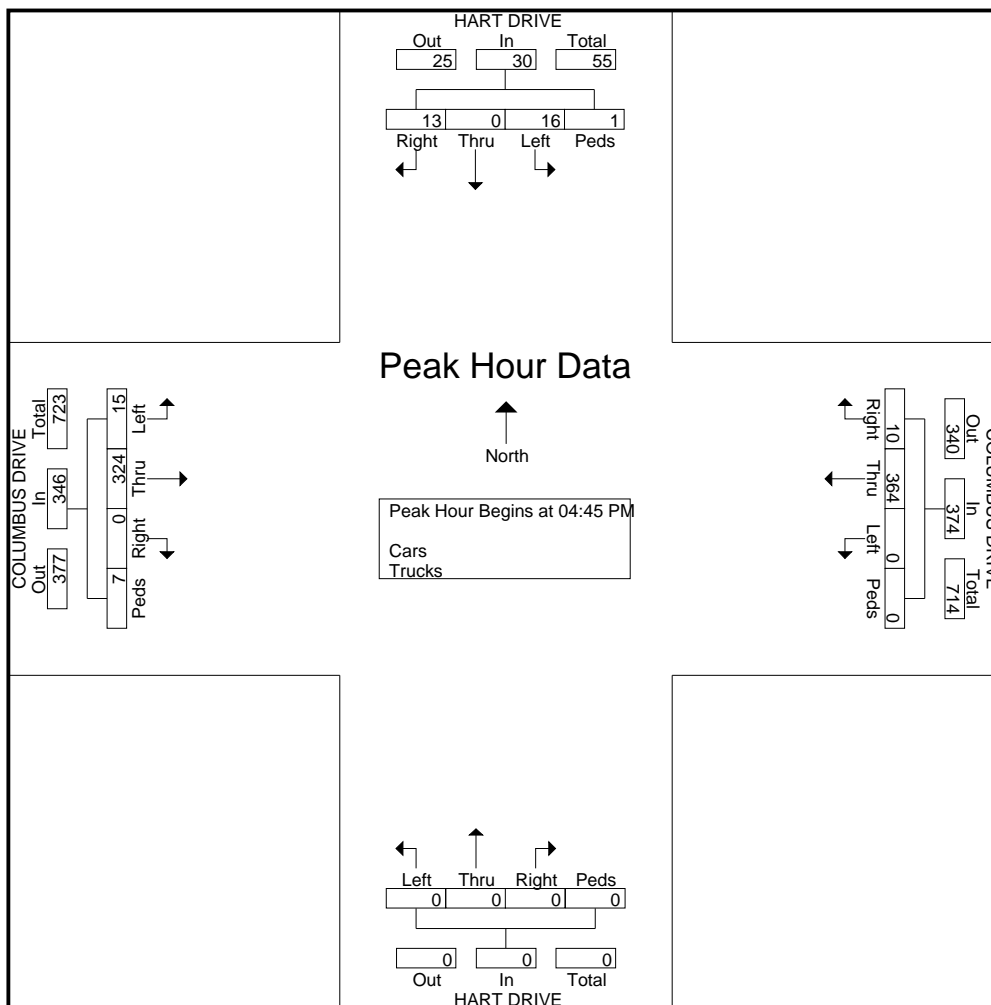 HART DRIVE
Out In Total
25 30 55
13 0 16 1
Right Thru Left Peds
Peak Hour Data
North
Peak Hour Begins at 04:45 PM
Cars
Trucks
COLUMBUS DRIVE
Out In Total
377 346 723
15 324 0 7
Left Thru Right Peds
COLUMBUS DRIVE
Out In Total
340 374 714
10 364 0 0
Right Thru Left Peds
Left Thru Right Peds
0 0 0 0
0 0 0
Out In Total
HART DRIVE